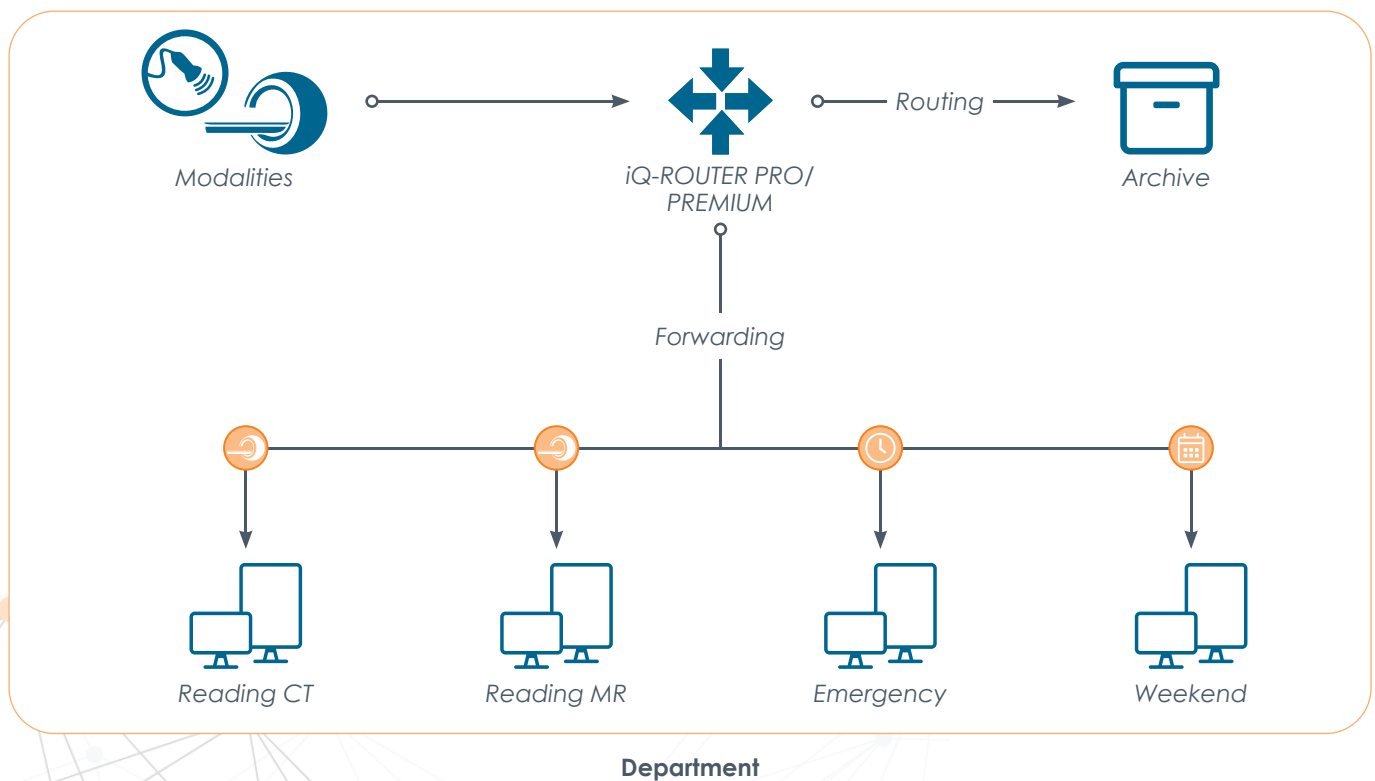 Routing
Modalities
iQ-ROUTER PRO/
PREMIUM
Archive
Forwarding
Reading CT
Reading MR
Emergency
Weekend
Department